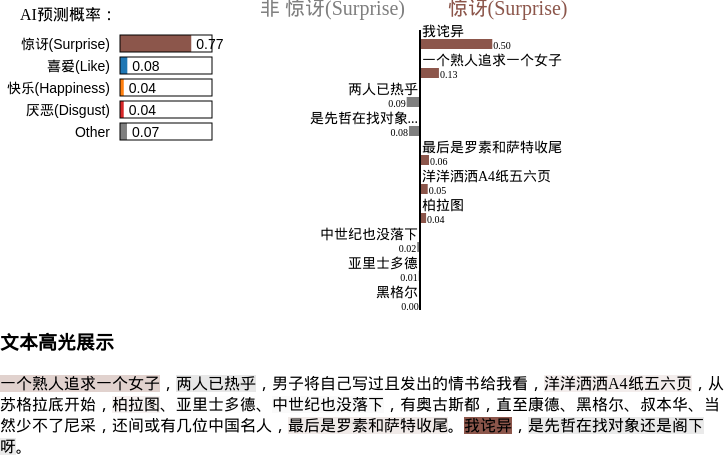 AI预测概率：
惊讶(Surprise) 0.77
喜爱(Like) 0.08
快乐(Happiness) 0.04
厌恶(Disgust) 0.04
Other 0.07
非 惊讶(Surprise) 惊讶(Surprise)
我诧异
0.50
一个熟人追求一个女子
0.13
两人已热乎
0.09
是先哲在找对象...
0.08
最后是罗素和萨特收尾
0.06
洋洋洒洒A4纸五六页
0.05
柏拉图
0.04
中世纪也没落下
0.02
亚里士多德
0.01
黑格尔
0.00
文本高光展示
一个熟人追求一个女子，两人已热乎，男子将自己写过且发出的情书给我看，洋洋洒洒A4纸五六页，从
苏格拉底开始，柏拉图、亚里士多德、中世纪也没落下，有奥古斯都，直至康德、黑格尔、叔本华、当
然少不了尼采，还间或有几位中国名人，最后是罗素和萨特收尾。我诧异，是先哲在找对象还是阁下
呀。